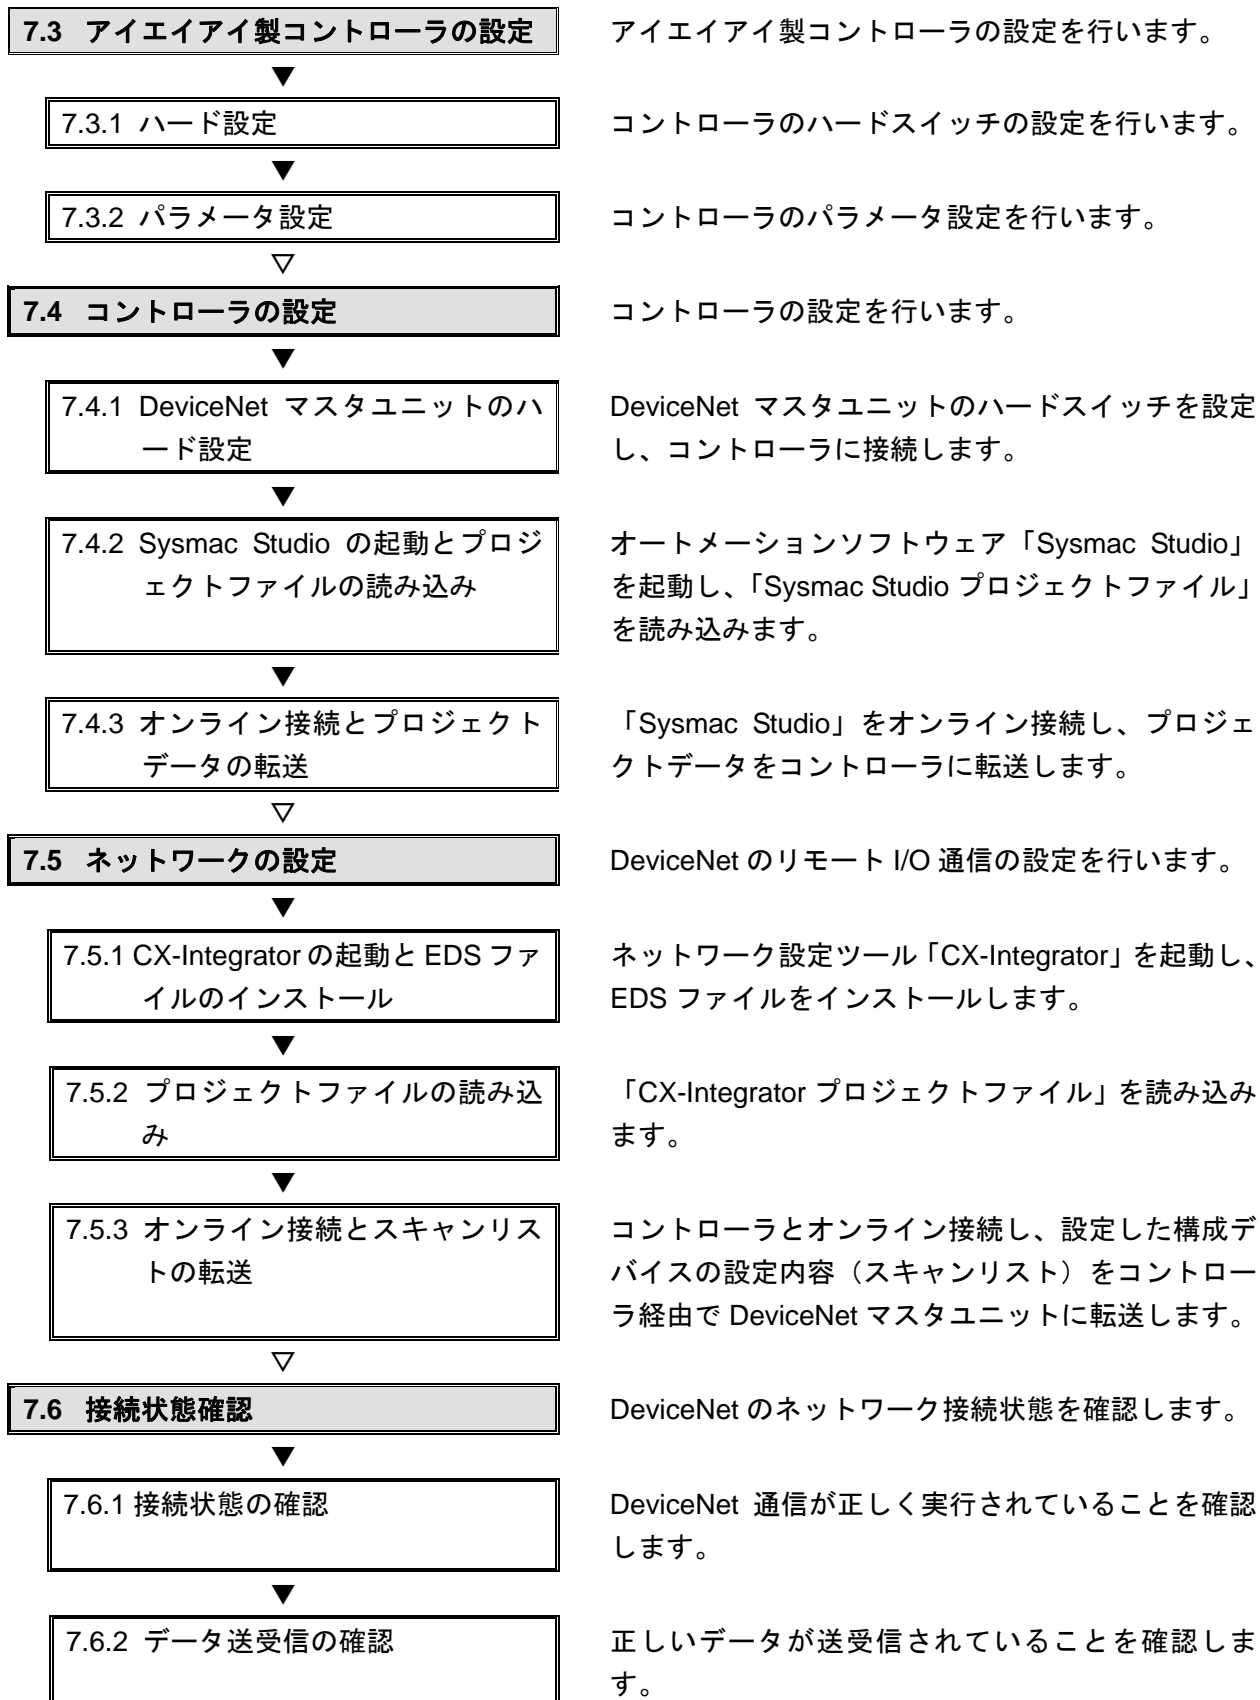 7.3 アイエイアイ製コントローラの設定
アイエイアイ製コントローラの設定を行います。
▼
7.3.1 ハード設定
コントローラのハードスイッチの設定を行います。
▼
7.3.2 パラメータ設定
コントローラのパラメータ設定を行います。
▽
7.4 コントローラの設定
コントローラの設定を行います。
▼
7.4.1 DeviceNet マスタユニットのハ
ード設定
DeviceNet マスタユニットのハードスイッチを設定
し、コントローラに接続します。
▼
7.4.2 Sysmac Studio の起動とプロジ
ェクトファイルの読み込み
オートメーションソフトウェア「Sysmac Studio」
を起動し、「Sysmac Studio プロジェクトファイル」
を読み込みます。
▼
7.4.3 オンライン接続とプロジェクト
データの転送
「Sysmac Studio」をオンライン接続し、プロジェ
クトデータをコントローラに転送します。
▽
7.5 ネットワークの設定
DeviceNet のリモート I/O 通信の設定を行います。
▼
7.5.1 CX-Integrator の起動と EDS ファ
イルのインストール
ネットワーク設定ツール「CX-Integrator」を起動し、
EDS ファイルをインストールします。
▼
7.5.2 プロジェクトファイルの読み込
み
「CX-Integrator プロジェクトファイル」を読み込み
ます。
▼
7.5.3 オンライン接続とスキャンリス
トの転送
コントローラとオンライン接続し、設定した構成デ
バイスの設定内容（スキャンリスト）をコントロー
ラ経由で DeviceNet マスタユニットに転送します。
▽
7.6 接続状態確認
DeviceNet のネットワーク接続状態を確認します。
▼
7.6.1 接続状態の確認
DeviceNet 通信が正しく実行されていることを確認
します。
▼
7.6.2 データ送受信の確認
正しいデータが送受信されていることを確認しま
す。